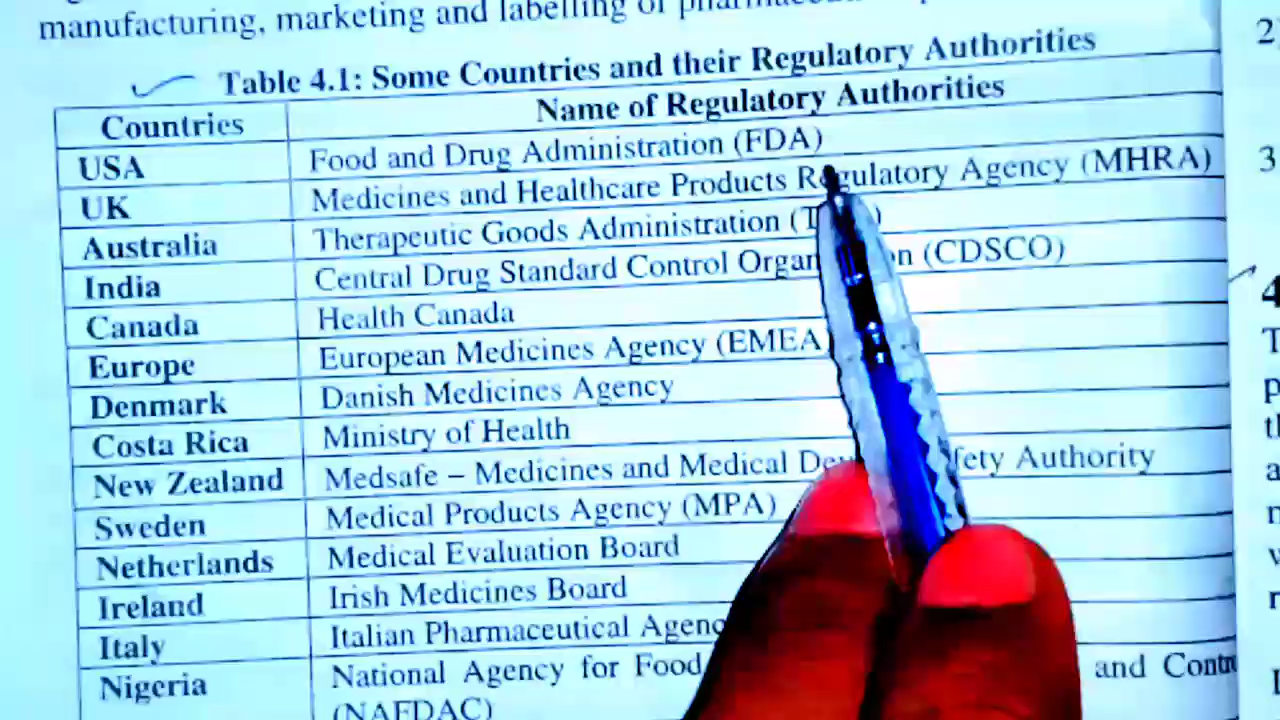 manufacturing, marketing and labelling of
Table 4.1: Some Countries and their Regulatory Authorities
Countries Name of Regulatory Authorities
USA Food and Drug Administration (FDA)
UK Medicines and Healthcare Products Regulatory Agency (MHRA)
Australia Therapeutic Goods Administration
India Central Drug Standard Control (CDSCO)
Canada Health Canada
Europe European Medicines Agency (EMEA)
Denmark Danish Medicines Agency
Costa Rica Ministry of Health
New Zealand Medsafe – Medicines and Medical Authority
Sweden Medical Products Agency (MPA)
Netherlands Medical Evaluation Board
Ireland Irish Medicines Board
Italy Italian Pharmaceutical
Nigeria National Agency for Food and
(NAFDAC)
2
3
4